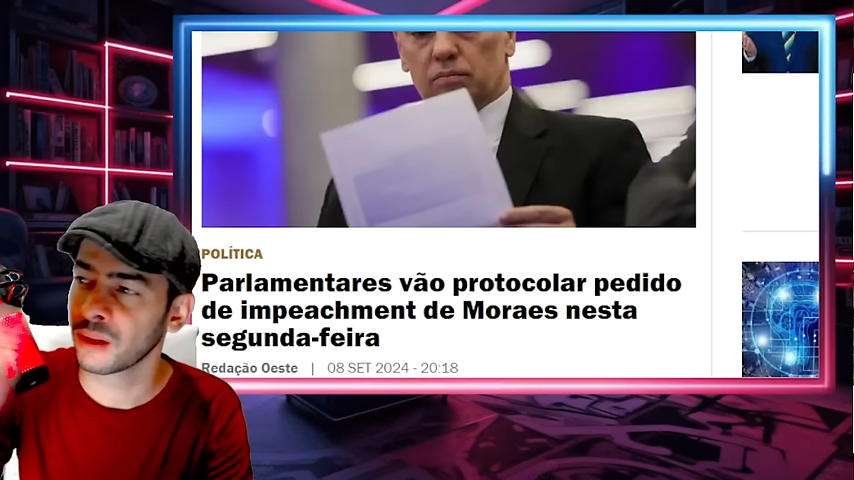 POLÍTICA
Parlamentares vão protocolar pedido
de impeachment de Moraes nesta
segunda-feira
Redação Oeste | 08 SET 2024 - 20:18